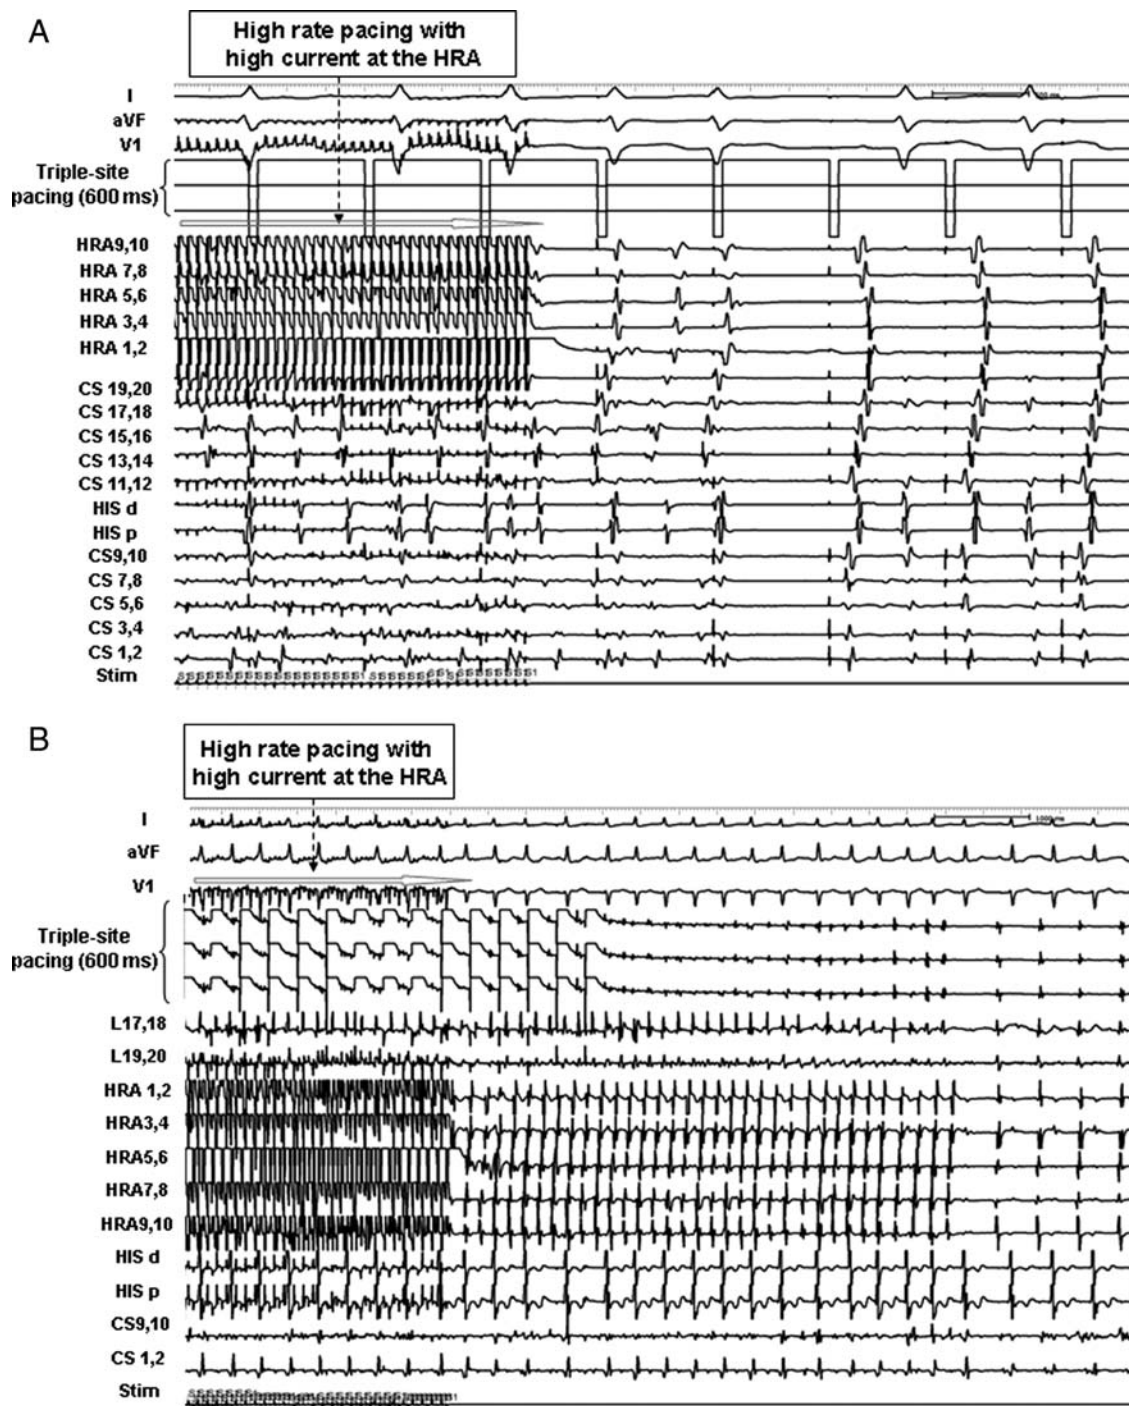 A
High rate pacing with
high current at the HRA
I
aVF
V1
Triple-site
pacing (600 ms)
HRA9,10
HRA 7,8
HRA 5,6
HRA 3,4
HRA 1,2
CS 19,20
CS 17,18
CS 15,16
CS 13,14
CS 11,12
HIS d
HIS p
CS9,10
CS 7,8
CS 5,6
CS 3,4
CS 1,2
Stim
B
High rate pacing with
high current at the HRA
I
1000 ms
aVF
V1
Triple-site
pacing (600 ms)
L17,18
L19,20
HRA 1,2
HRA3,4
HRA5,6
HRA7,8
HRA9,10
HIS d
HIS p
CS9,10
CS 1,2
Stim